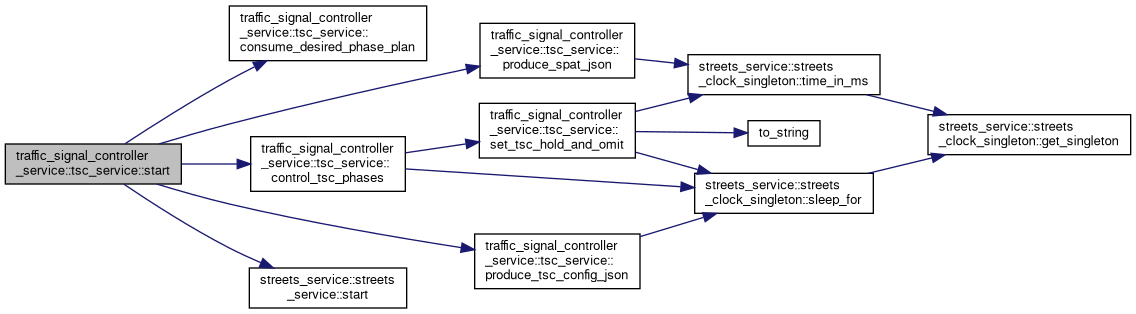 traffic_signal_controller
_service::tsc_service::start
traffic_signal_controller
_service::tsc_service::
consume_desired_phase_plan
traffic_signal_controller
_service::tsc_service::
produce_spat_json
traffic_signal_controller
_service::tsc_service::
control_tsc_phases
traffic_signal_controller
_service::tsc_service::
set_tsc_hold_and_omit
traffic_signal_controller
_service::tsc_service::
produce_tsc_config_json
streets_service::streets
_service::start
streets_service::streets
_clock_singleton::time_in_ms
to_string
streets_service::streets
_clock_singleton::sleep_for
streets_service::streets
_clock_singleton::get_singleton